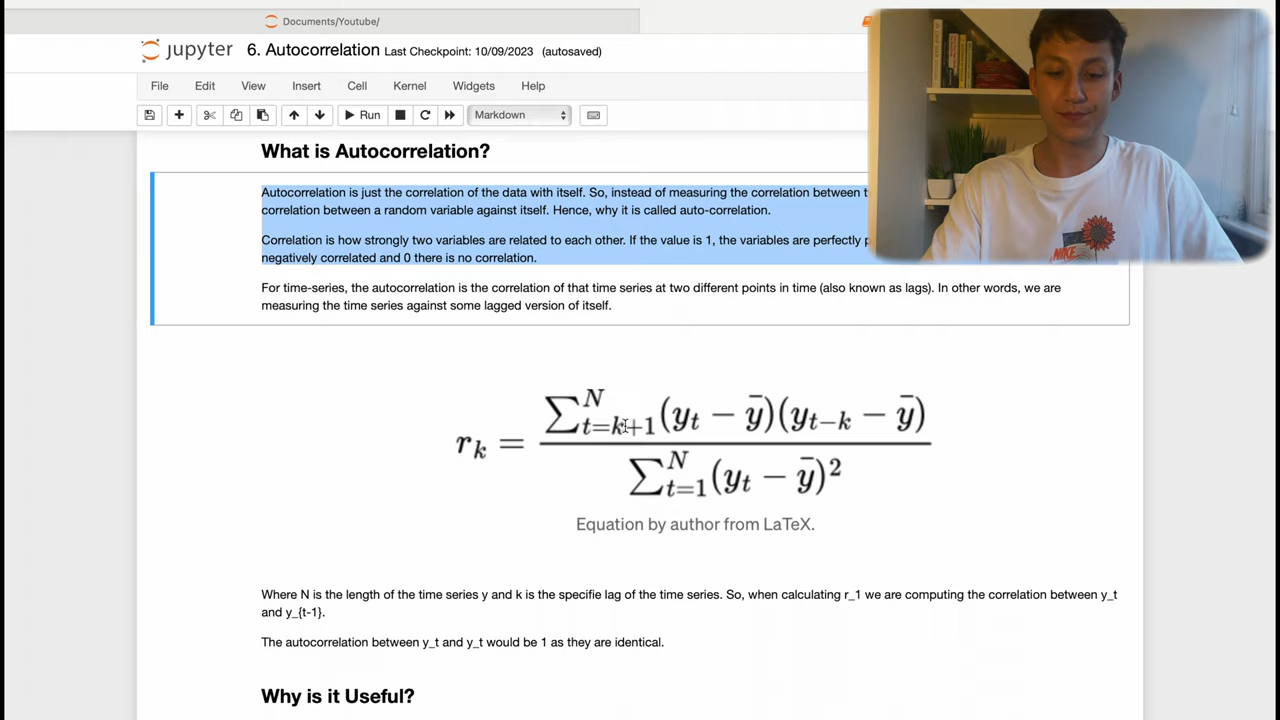 Documents/Youtube/
jupyter 6. Autocorrelation Last Checkpoint: 10/09/2023 (autosaved)
File Edit View Insert Cell Kernel Widgets Help
Run Markdown
What is Autocorrelation?
Autocorrelation is just the correlation of the data with itself. So, instead of measuring the correlation between
correlation between a random variable against itself. Hence, why it is called auto-correlation.
Correlation is how strongly two variables are related to each other. If the value is 1, the variables are perfectly
negatively correlated and 0 there is no correlation.
For time-series, the autocorrelation is the correlation of that time series at two different points in time (also known as lags). In other words, we are
measuring the time series against some lagged version of itself.
r_k = \frac{\sum_{t=k+1}^{N}(y_t - \bar{y})(y_{t-k} - \bar{y})}{\sum_{t=1}^{N}(y_t - \bar{y})^2}
Equation by author from LaTeX.
Where N is the length of the time series y and k is the specifie lag of the time series. So, when calculating r_1 we are computing the correlation between y_t
and y_{t-1}.
The autocorrelation between y_t and y_t would be 1 as they are identical.
Why is it Useful?
NIKE